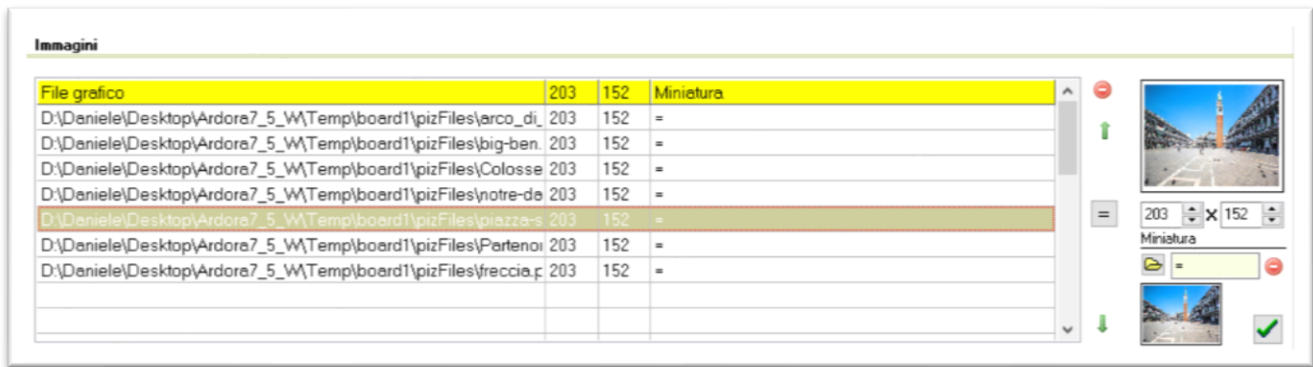 Immagini
File grafico 203 152 Miniatura
D:\Daniele\Desktop\Ardora7_5_W\Temp\board1\pizFiles\arco_di_ 203 152 =
D:\Daniele\Desktop\Ardora7_5_W\Temp\board1\pizFiles\big-ben. 203 152 =
D:\Daniele\Desktop\Ardora7_5_W\Temp\board1\pizFiles\Colosse 203 152 =
D:\Daniele\Desktop\Ardora7_5_W\Temp\board1\pizFiles\notre-da 203 152 =
D:\Daniele\Desktop\Ardora7_5_W\Temp\board1\pizFiles\piazza-s 203 152 =
D:\Daniele\Desktop\Ardora7_5_W\Temp\board1\pizFiles\Partenoi 203 152 =
D:\Daniele\Desktop\Ardora7_5_W\Temp\board1\pizFiles\freccia.p 203 152 =
=
203 x 152
Miniatura
=